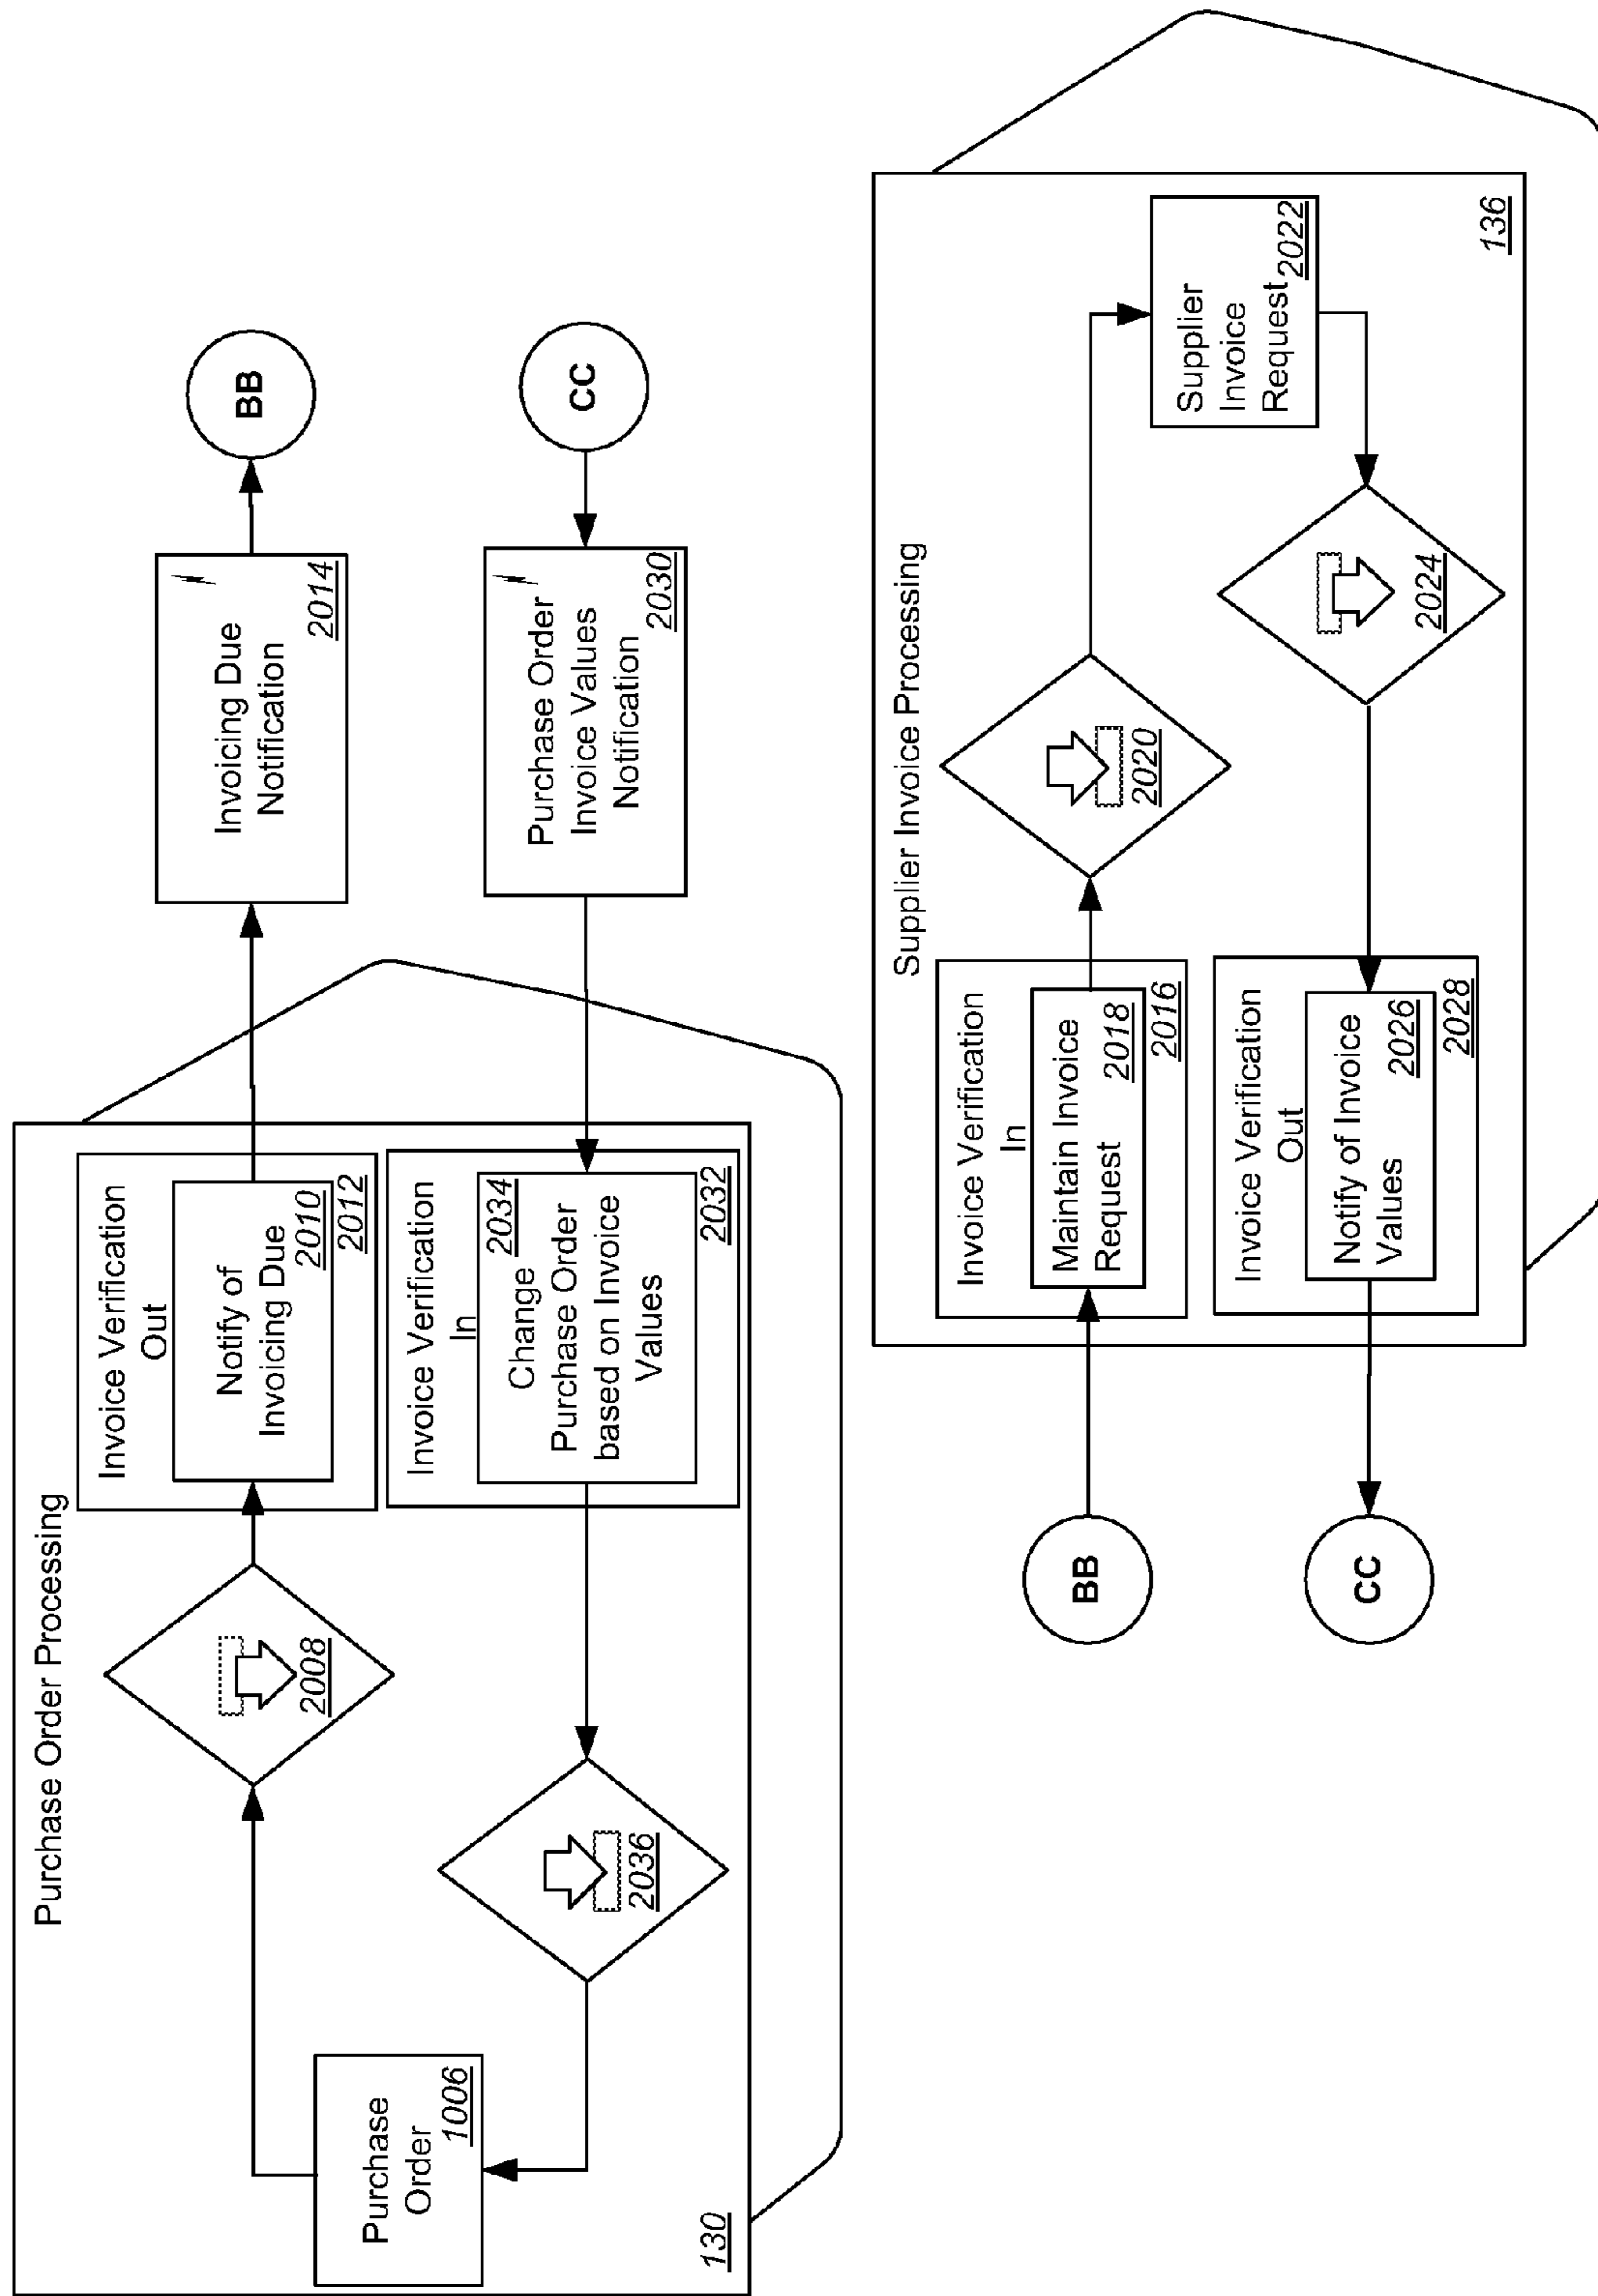 Purchase Order Processing
Purchase
Order
1006
2008
Invoice Verification
Out
Notify of
Invoicing Due
2010
2012
Invoicing Due
Notification
2014
BB
2036
Invoice Verification
In
2034
Change
Purchase Order
based on Invoice
Values
2032
Purchase Order
Invoice Values
Notification
2030
CC
130
Supplier Invoice Processing
BB
Invoice Verification
In
Maintain Invoice
Request
2018
2016
2020
Supplier
Invoice
Request
2022
CC
Invoice Verification
Out
Notify of Invoice
Values
2026
2028
2024
136